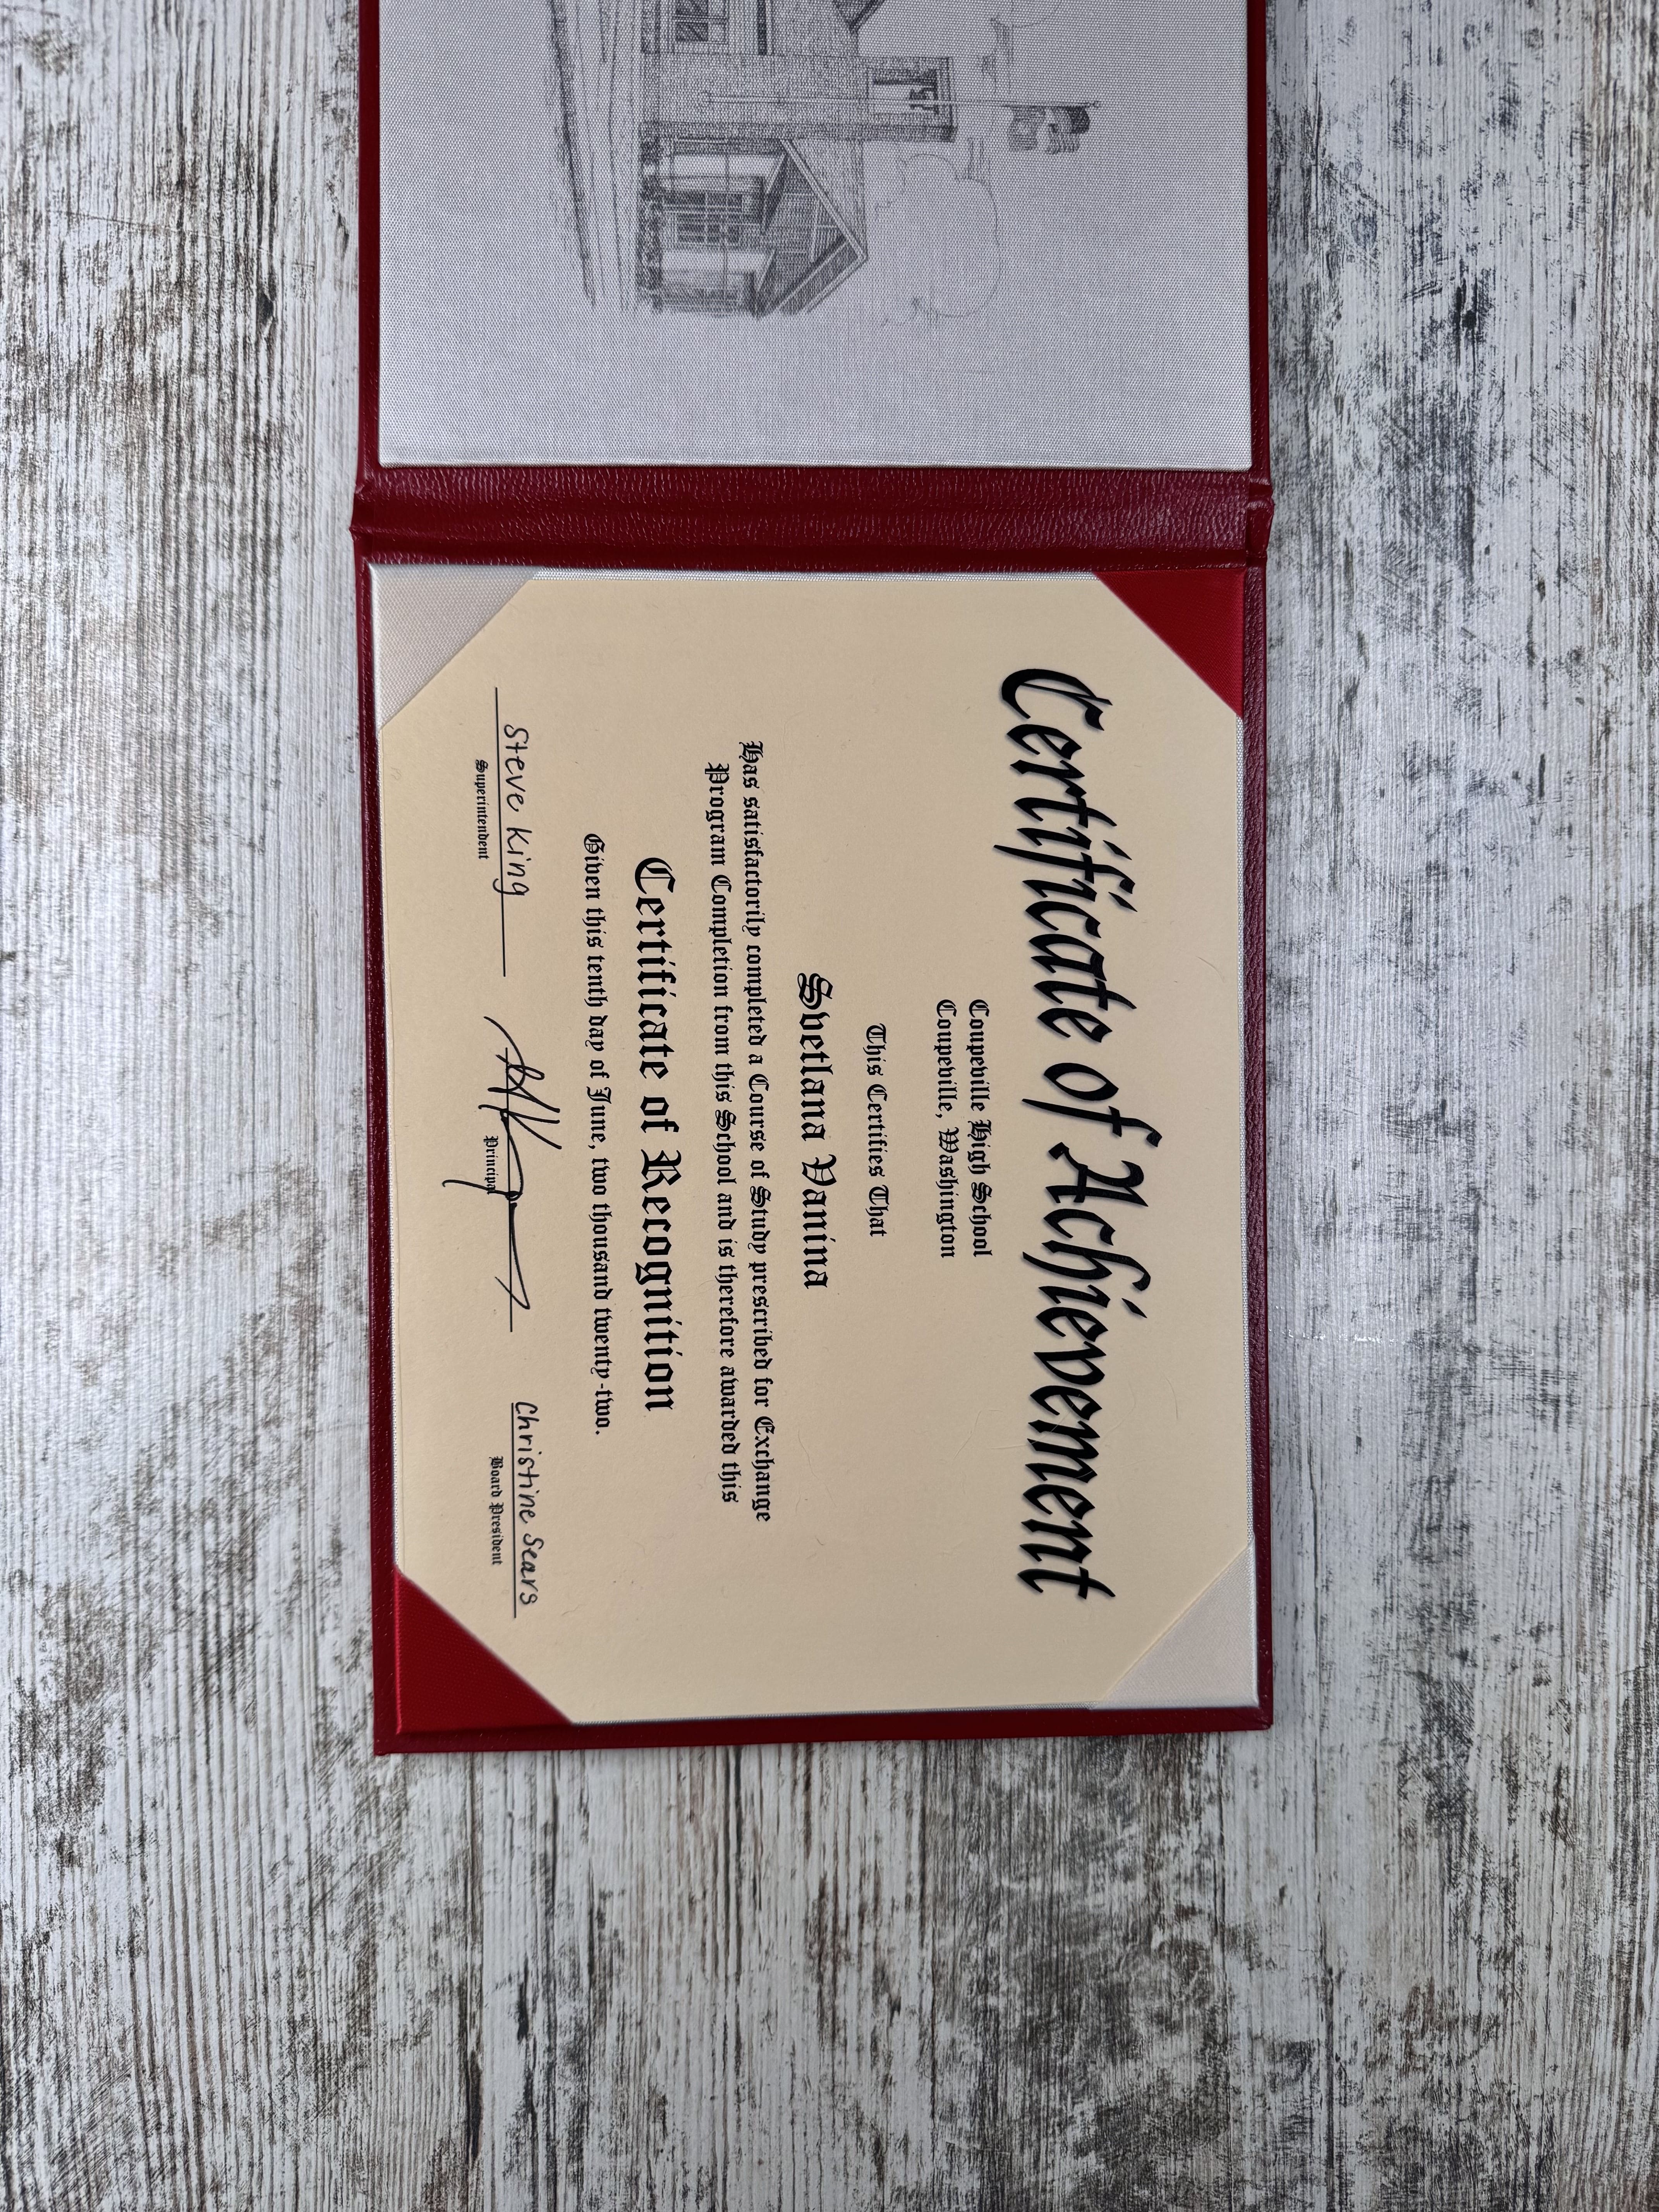 Certificate of Achievement
Coupeville High School
Coupeville, Washington
This Certifies That
Svetlana Vanina
Has satisfactorily completed a Course of Study prescribed for Exchange
Program Completion from this School and is therefore awarded this
Certificate of Recognition
Given this tenth day of June, two thousand twenty-two.
Steve King
Superintendent
Principal
Christine Sears
Board President